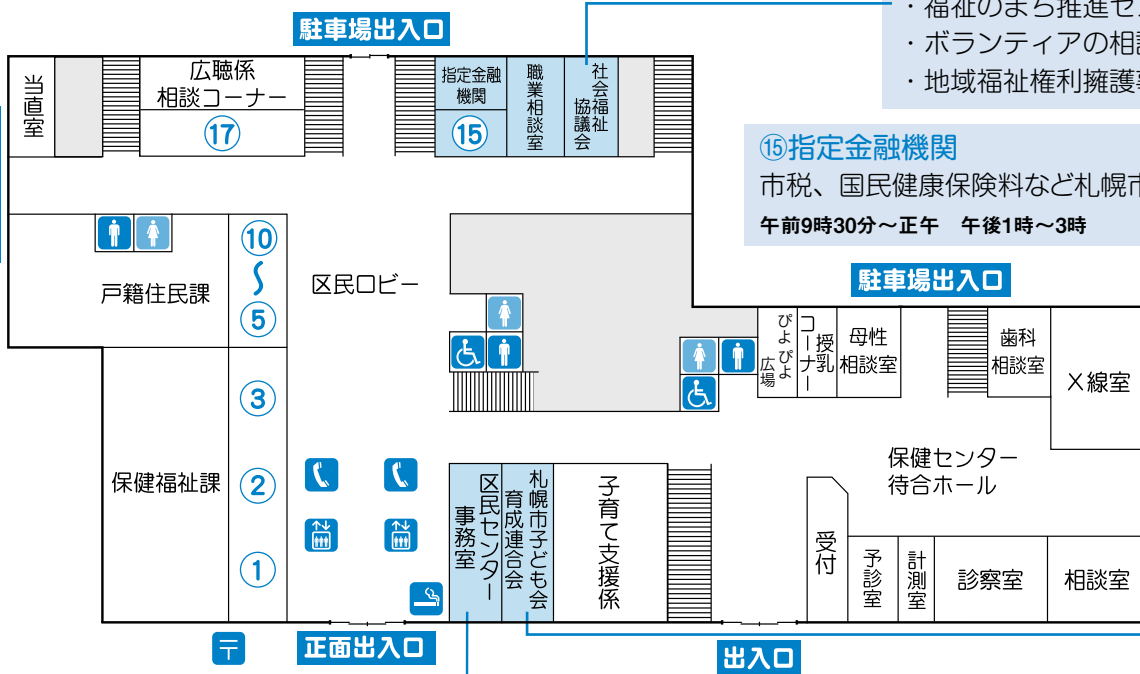 ・福祉のまち推進セ
・ボランティアの相
・地域福祉権利擁護
駐車場出入口
当直室
広聴係
相談コーナー
⑰
指定金融
機関
⑮
職業相談室
社会福祉
協議会
⑮指定金融機関
市税、国民健康保険料など札幌市
午前9時30分〜正午 午後1時〜3時
戸籍住民課
⑩
〜
⑤
区民ロビー
駐車場出入口
ぴよぴよ
広場
授乳
コーナー
母性
相談室
歯科
相談室
X線室
③
保健福祉課
②
①
区民センター
事務室
札幌市子ども会
育成連合会
子育て支援係
保健センター
待合ホール
受付
予診室
計測室
診察室
相談室
〒
正面出入口
出入口